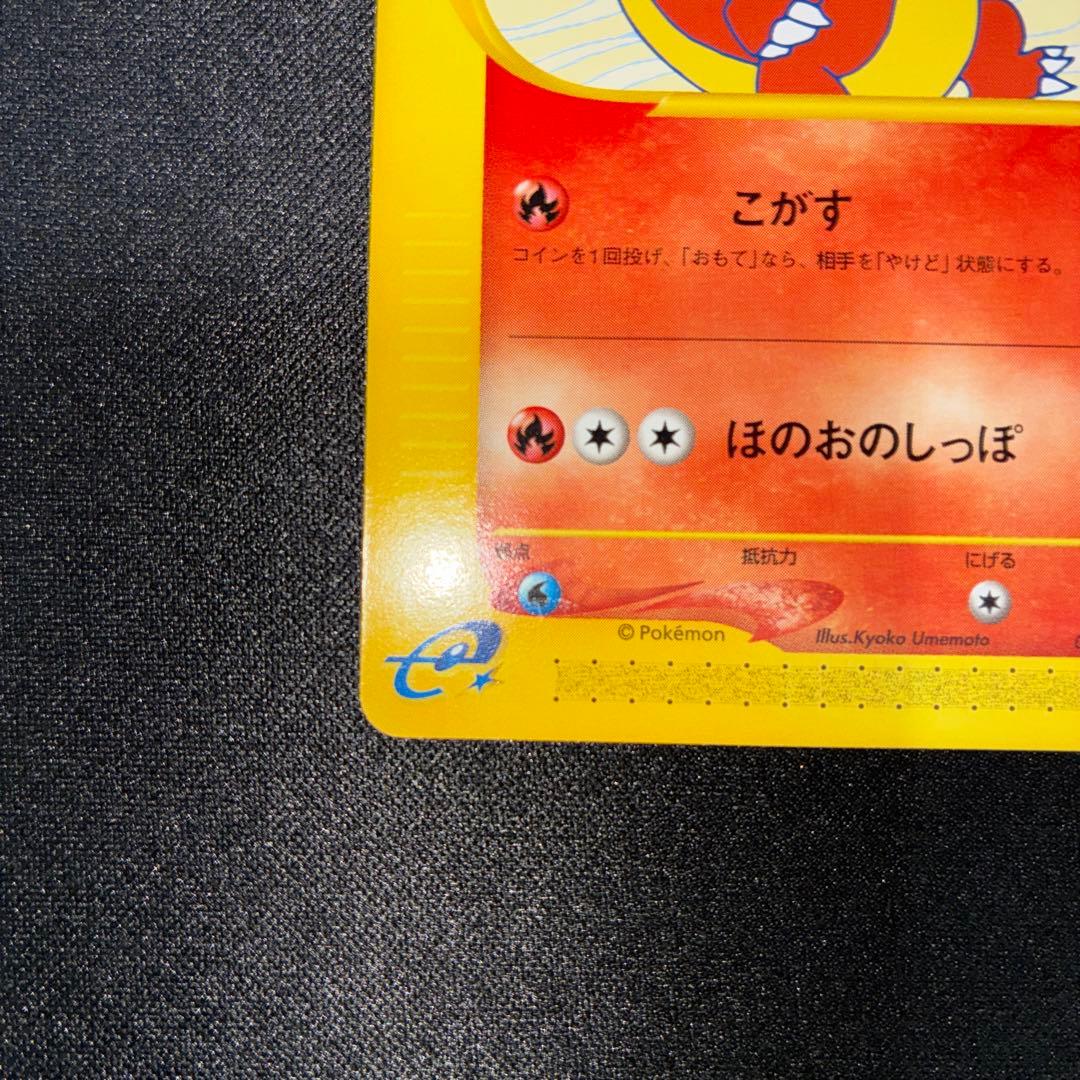 こがす
コインを1回投げ、「おもて」なら、相手を「やけど」状態にする。
ほのおのしっぽ
弱点 抵抗力 にげる
© Pokémon Illus.Kyoko Umemoto
e